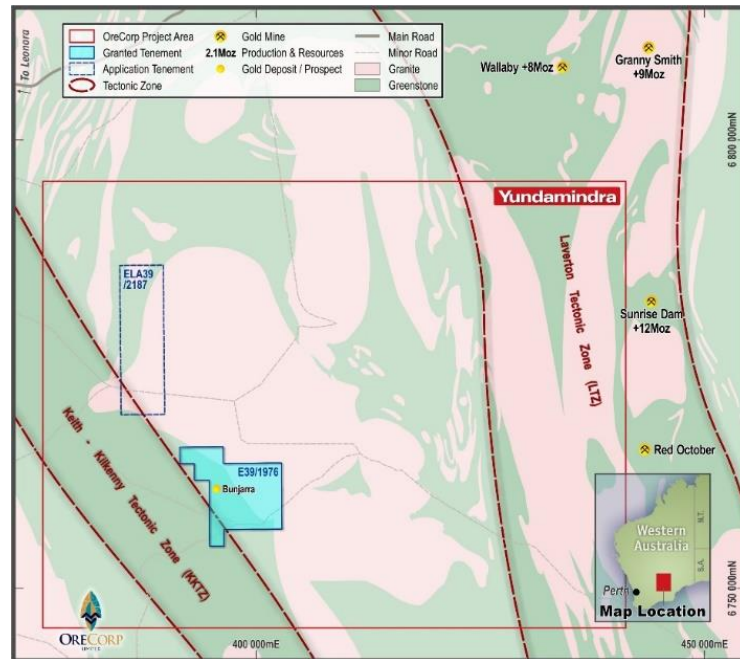 To Leonora
OreCorp Project Area
Granted Tenement
Application Tenement
Tectonic Zone
Gold Mine
2.1Moz Production & Resources
Gold Deposit / Prospect
Main Road
Minor Road
Granite
Greenstone
Wallaby +8Moz
Granny Smith
+9Moz
6 800 000mN
Yundamindra
ELA39
/2187
Laverton Tectonic Zone (LTZ)
Sunrise Dam
+12Moz
Keith - Kilkenny Tectonic Zone (KKTZ)
E39/1976
Bunjarra
Red October
Western
Australia
N.T.
S.A.
Perth
Map Location
6 750 000mN
ORECORP
LIMITED
400 000mE
450 000mE